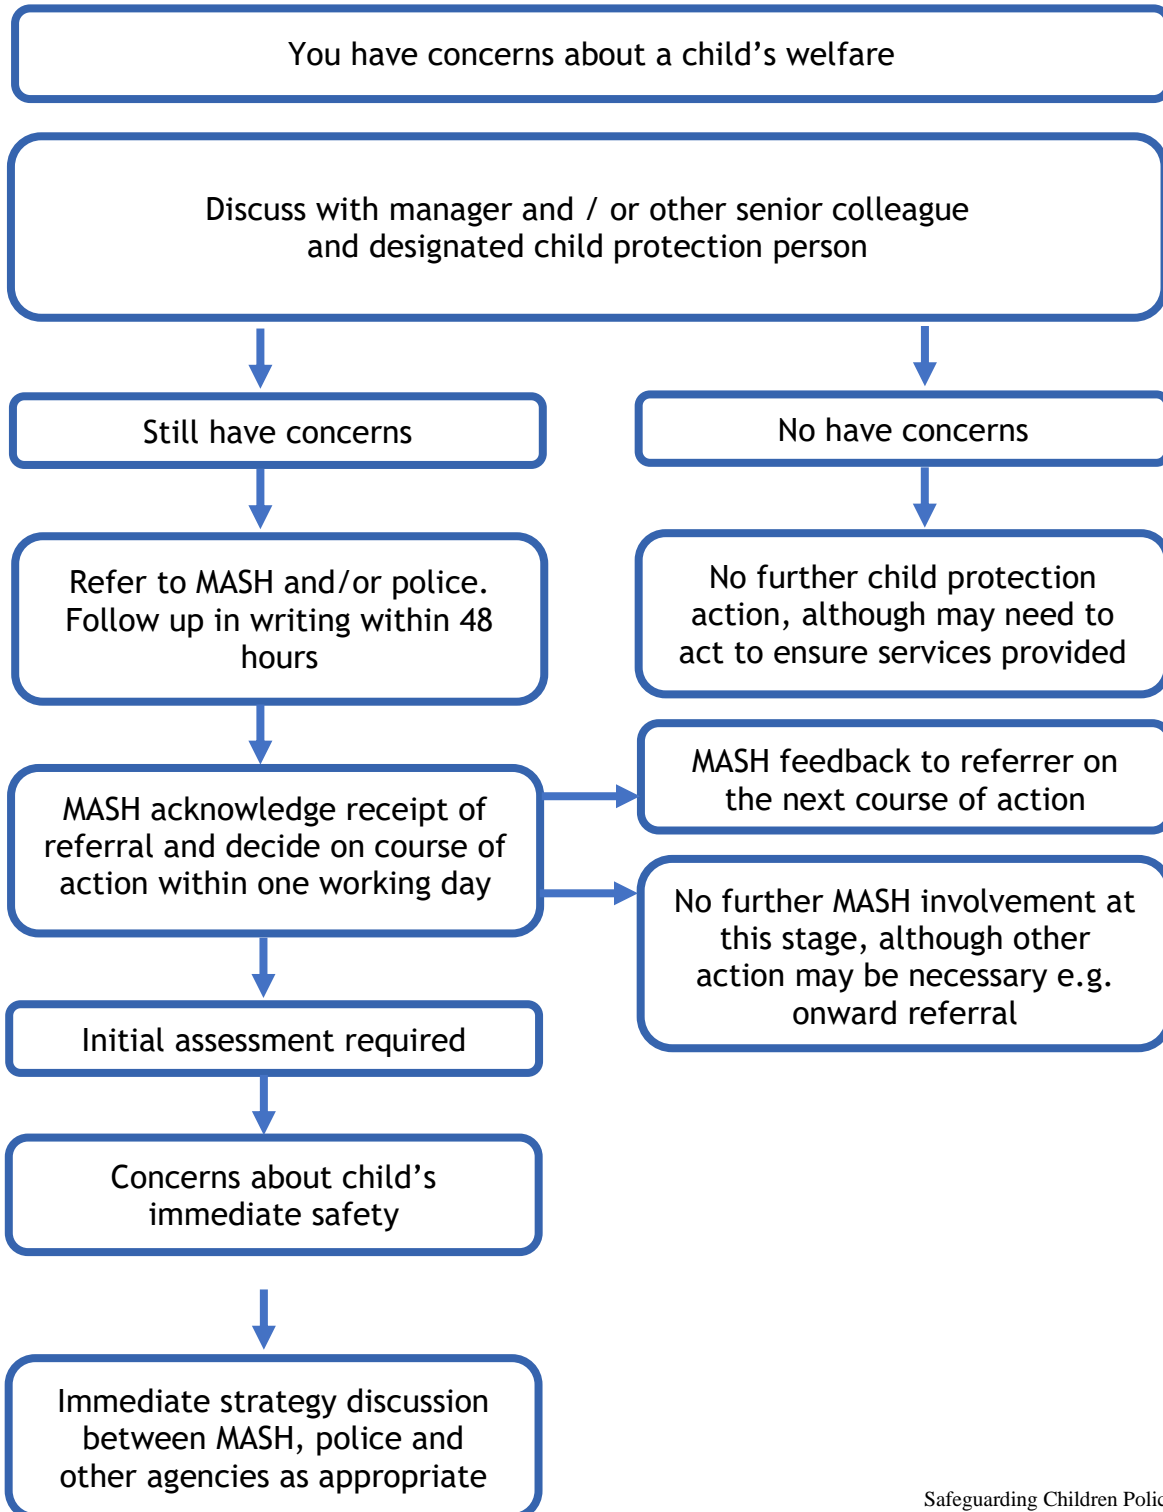 You have concerns about a child’s welfare
Discuss with manager and / or other senior colleague
and designated child protection person
Still have concerns
No have concerns
Refer to MASH and/or police.
Follow up in writing within 48
hours
No further child protection
action, although may need to
act to ensure services provided
MASH acknowledge receipt of
referral and decide on course of
action within one working day
MASH feedback to referrer on
the next course of action
No further MASH involvement at
this stage, although other
action may be necessary e.g.
onward referral
Initial assessment required
Concerns about child’s
immediate safety
Immediate strategy discussion
between MASH, police and
other agencies as appropriate
Safeguarding Children Polic